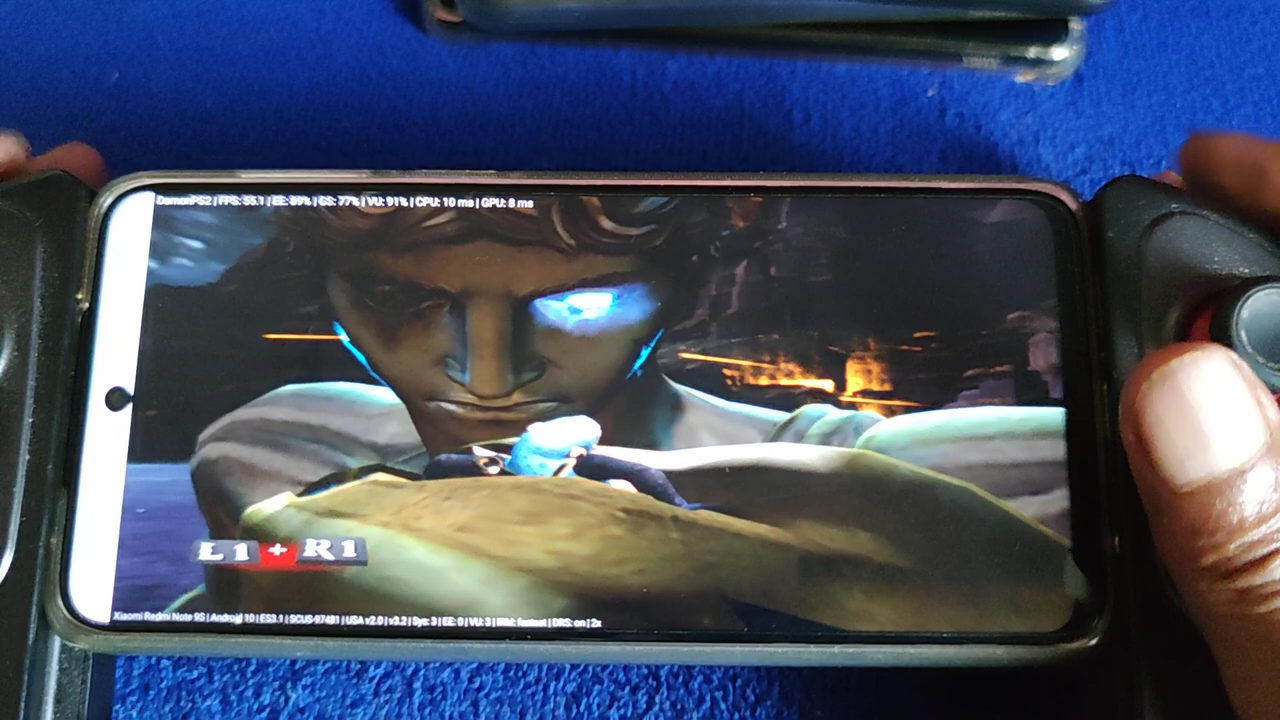 DamonPS2 | FPS: 55.1 | EE: 89% | GS: 77% | VU: 91% | CPU: 10 ms | GPU: 8 ms
L1 + R1
Xiaomi Redmi Note 9S | Android 10 | ES3.1 | SCUS-97481 | USA v2.0 | v3.2 | Sys: 3 | EE: 0 | VU: 3 | IRM: fastest | DRS: on | 2x